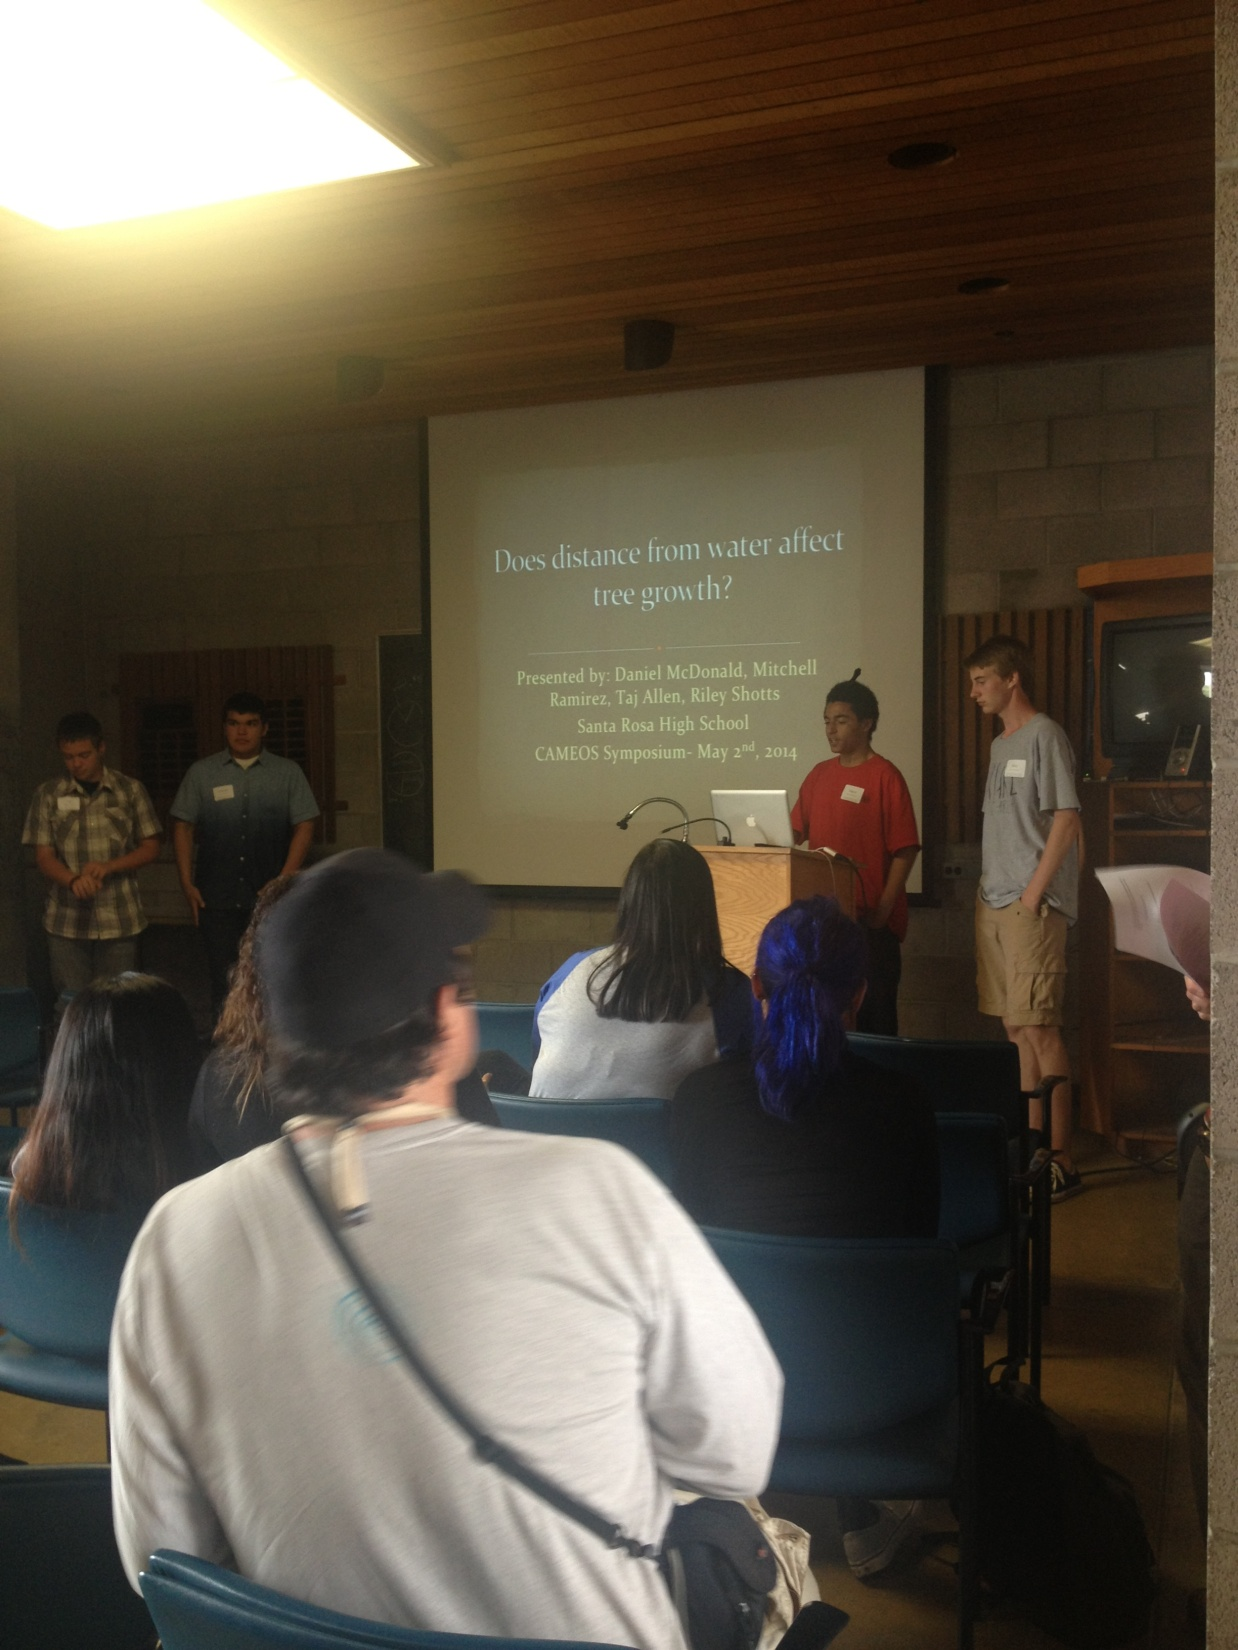 Does distance from water affect
tree growth?
Presented by: Daniel McDonald, Mitchell
Ramirez, Taj Allen, Riley Shotts
Santa Rosa High School
CAMEOS Symposium- May 2nd, 2014